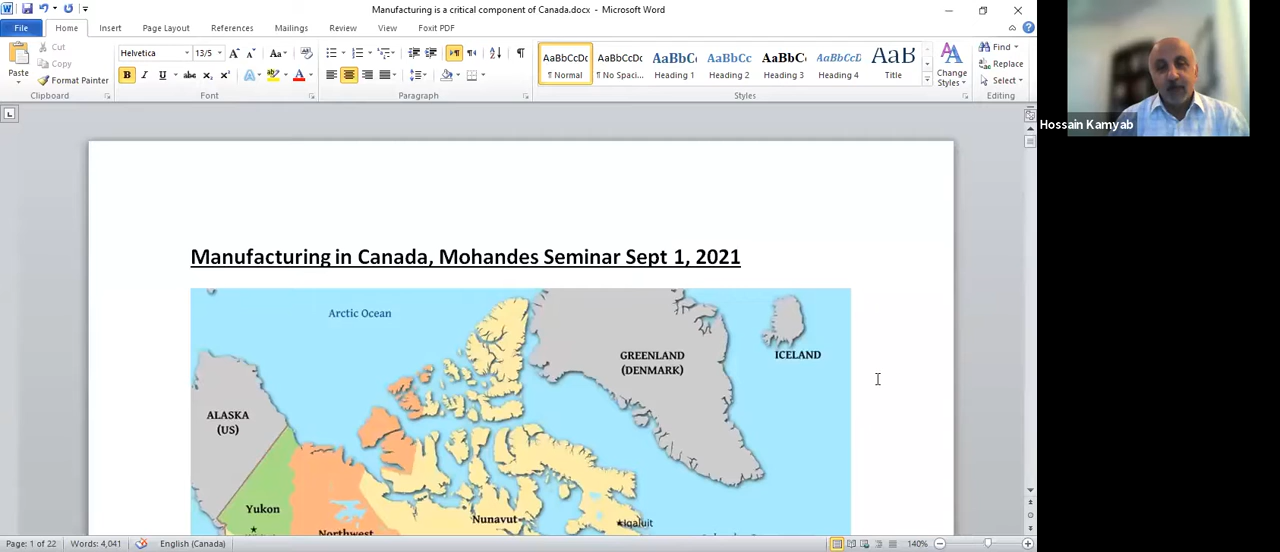 Manufacturing is a critical component of Canada.docx - Microsoft Word
File Home Insert Page Layout References Mailings Review View Foxit PDF
Paste
Cut
Copy
Format Painter
Clipboard
Helvetica 13/5
Font
Paragraph
AaBbCcDc
¶ Normal
AaBbCcDc
¶ No Spaci...
AaBbC
Heading 1
AaBbCc
Heading 2
AaBbC
Heading 3
AaBbCcD
Heading 4
AaB
Title
Change
Styles
Styles
Find
Replace
Select
Editing
Hossain Kamyab
Manufacturing in Canada, Mohandes Seminar Sept 1, 2021
Arctic Ocean
GREENLAND
(DENMARK)
ICELAND
ALASKA
(US)
Yukon
Nunavut
Iqaluit
Northwest
Page: 1 of 22 Words: 4,041 English (Canada) 140%